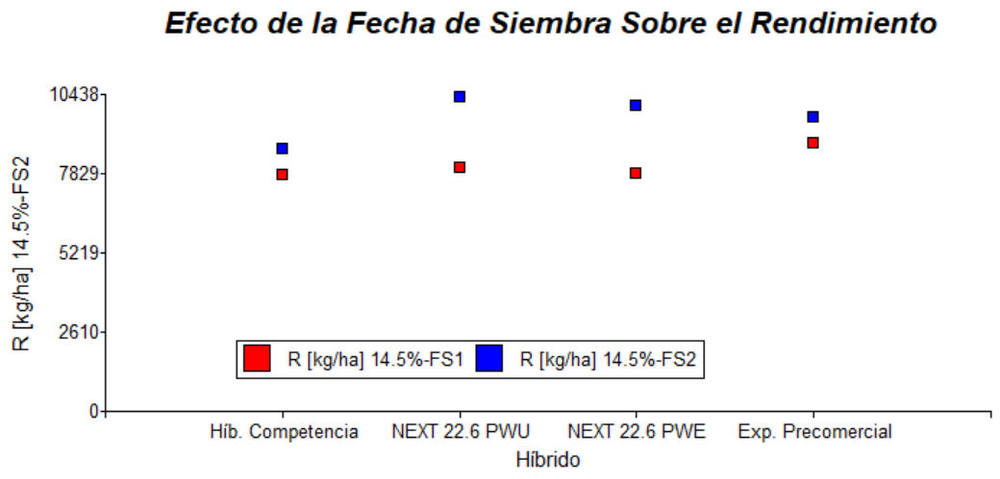 Efecto de la Fecha de Siembra Sobre el Rendimiento
R [kg/ha] 14.5%-FS2
10438
7829
5219
2610
0
R [kg/ha] 14.5%-FS1 R [kg/ha] 14.5%-FS2
Híb. Competencia NEXT 22.6 PWU NEXT 22.6 PWE Exp. Precomercial
Híbrido